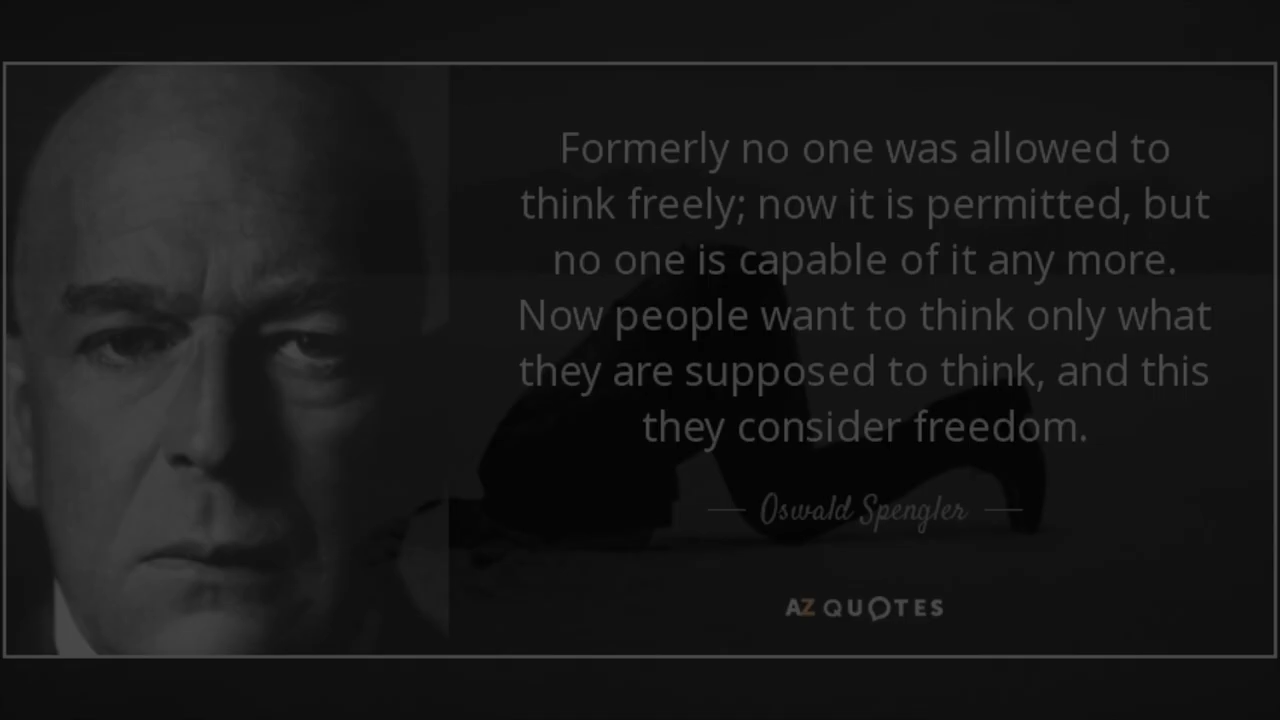 Formerly no one was allowed to
think freely; now it is permitted, but
no one is capable of it any more.
Now people want to think only what
they are supposed to think, and this
they consider freedom.
— Oswald Spengler —
AZ QUOTES